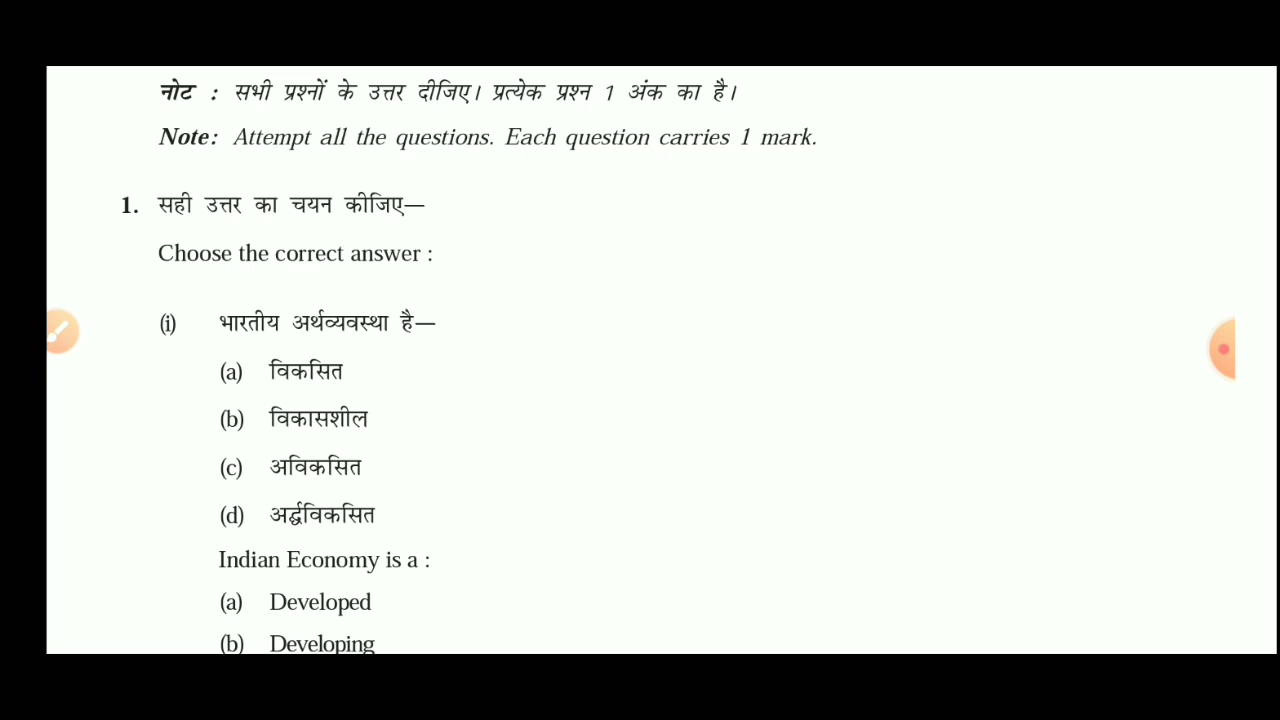 नोट : सभी प्रश्नों के उत्तर दीजिए। प्रत्येक प्रश्न 1 अंक का है।
Note: Attempt all the questions. Each question carries 1 mark.
1. सही उत्तर का चयन कीजिए—
Choose the correct answer :
(i) भारतीय अर्थव्यवस्था है—
(a) विकसित
(b) विकासशील
(c) अविकसित
(d) अर्द्धविकसित
Indian Economy is a :
(a) Developed
(b) Developing